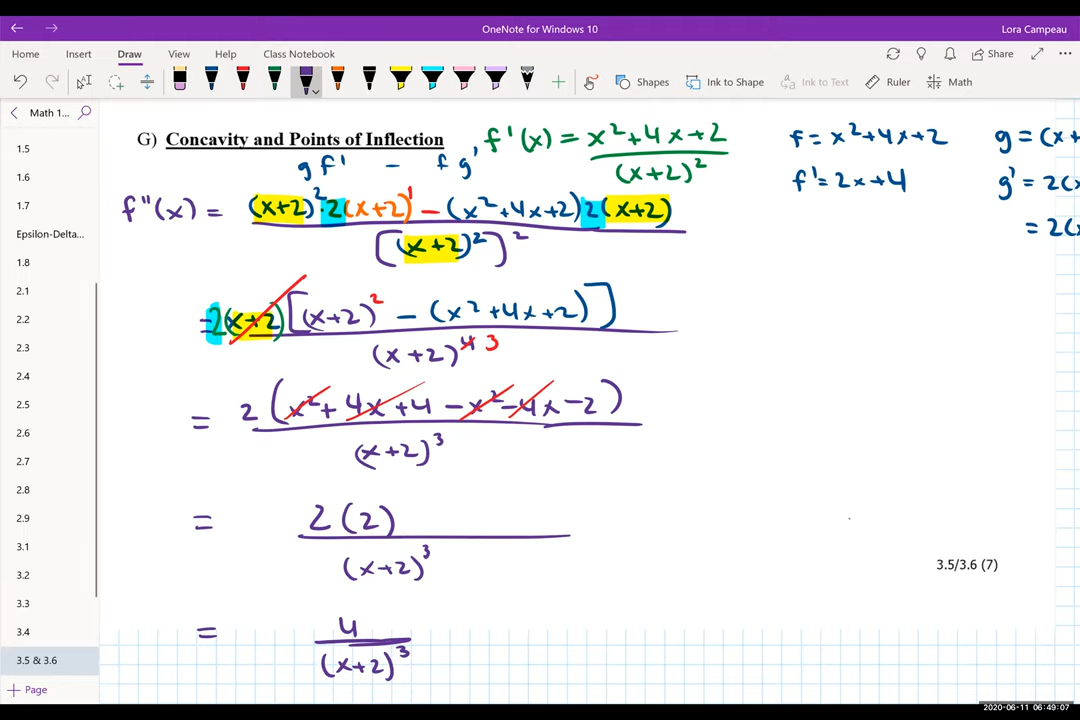 OneNote for Windows 10
Lora Campeau
Home Insert Draw View Help Class Notebook
Share
Shapes Ink to Shape Ink to Text Ruler Math
Math 1...
1.5
1.6
1.7
Epsilon-Delta...
1.8
2.1
2.2
2.3
2.4
2.5
2.6
2.7
2.8
2.9
3.1
3.2
3.3
3.4
3.5 & 3.6
+ Page
G) Concavity and Points of Inflection
f'(x) = x²+4x+2 / (x+2)²
f = x²+4x+2
g = (x+
gf' - fg'
f' = 2x+4
g' = 2(x
f''(x) = (x+2)²·2(x+2)¹ - (x²+4x+2)2(x+2) / [(x+2)²]²
= 2(x
= 2(x+2)[(x+2)² - (x²+4x+2)] / (x+2)⁴ 3
= 2(x²+4x+4-x²-4x-2) / (x+2)³
= 2(2) / (x+2)³
3.5/3.6 (7)
= 4 / (x+2)³
2020-06-11 06:49:07